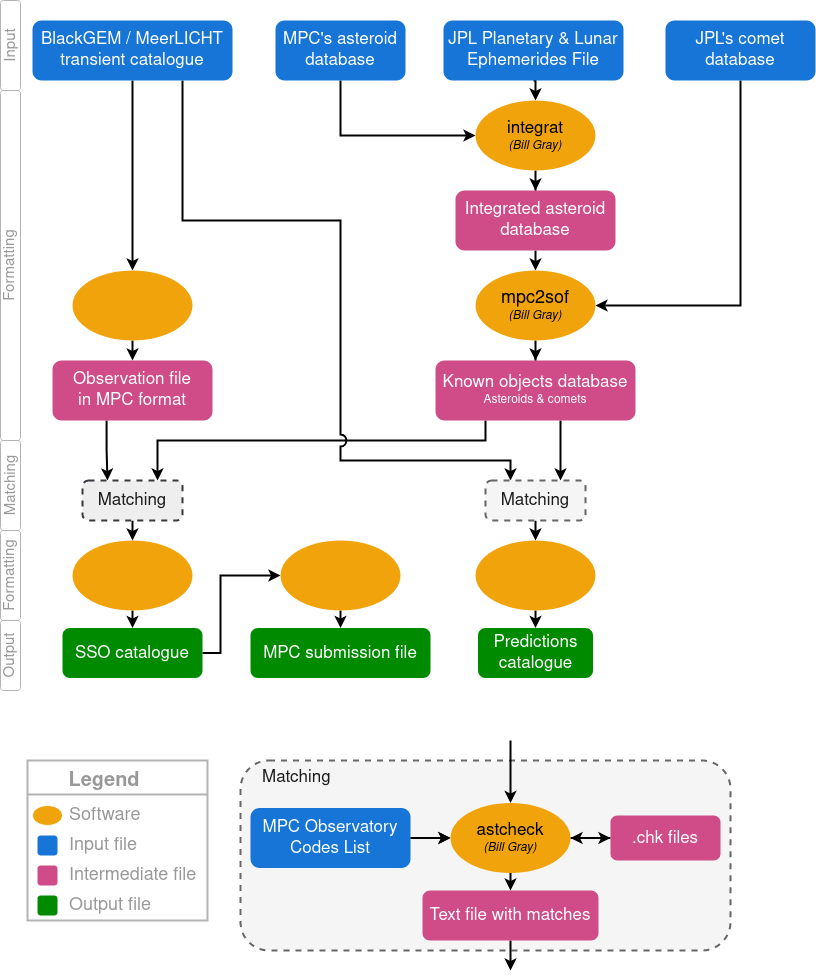 Input
BlackGEM / MeerLICHT
transient catalogue
MPC's asteroid
database
JPL Planetary & Lunar
Ephemerides File
JPL's comet
database
Formatting
integrat
(Bill Gray)
Integrated asteroid
database
mpc2sof
(Bill Gray)
Observation file
in MPC format
Known objects database
Asteroids & comets
Matching
Matching
Matching
Formatting
Output
SSO catalogue
MPC submission file
Predictions
catalogue
Legend
Software
Input file
Intermediate file
Output file
Matching
MPC Observatory
Codes List
astcheck
(Bill Gray)
.chk files
Text file with matches